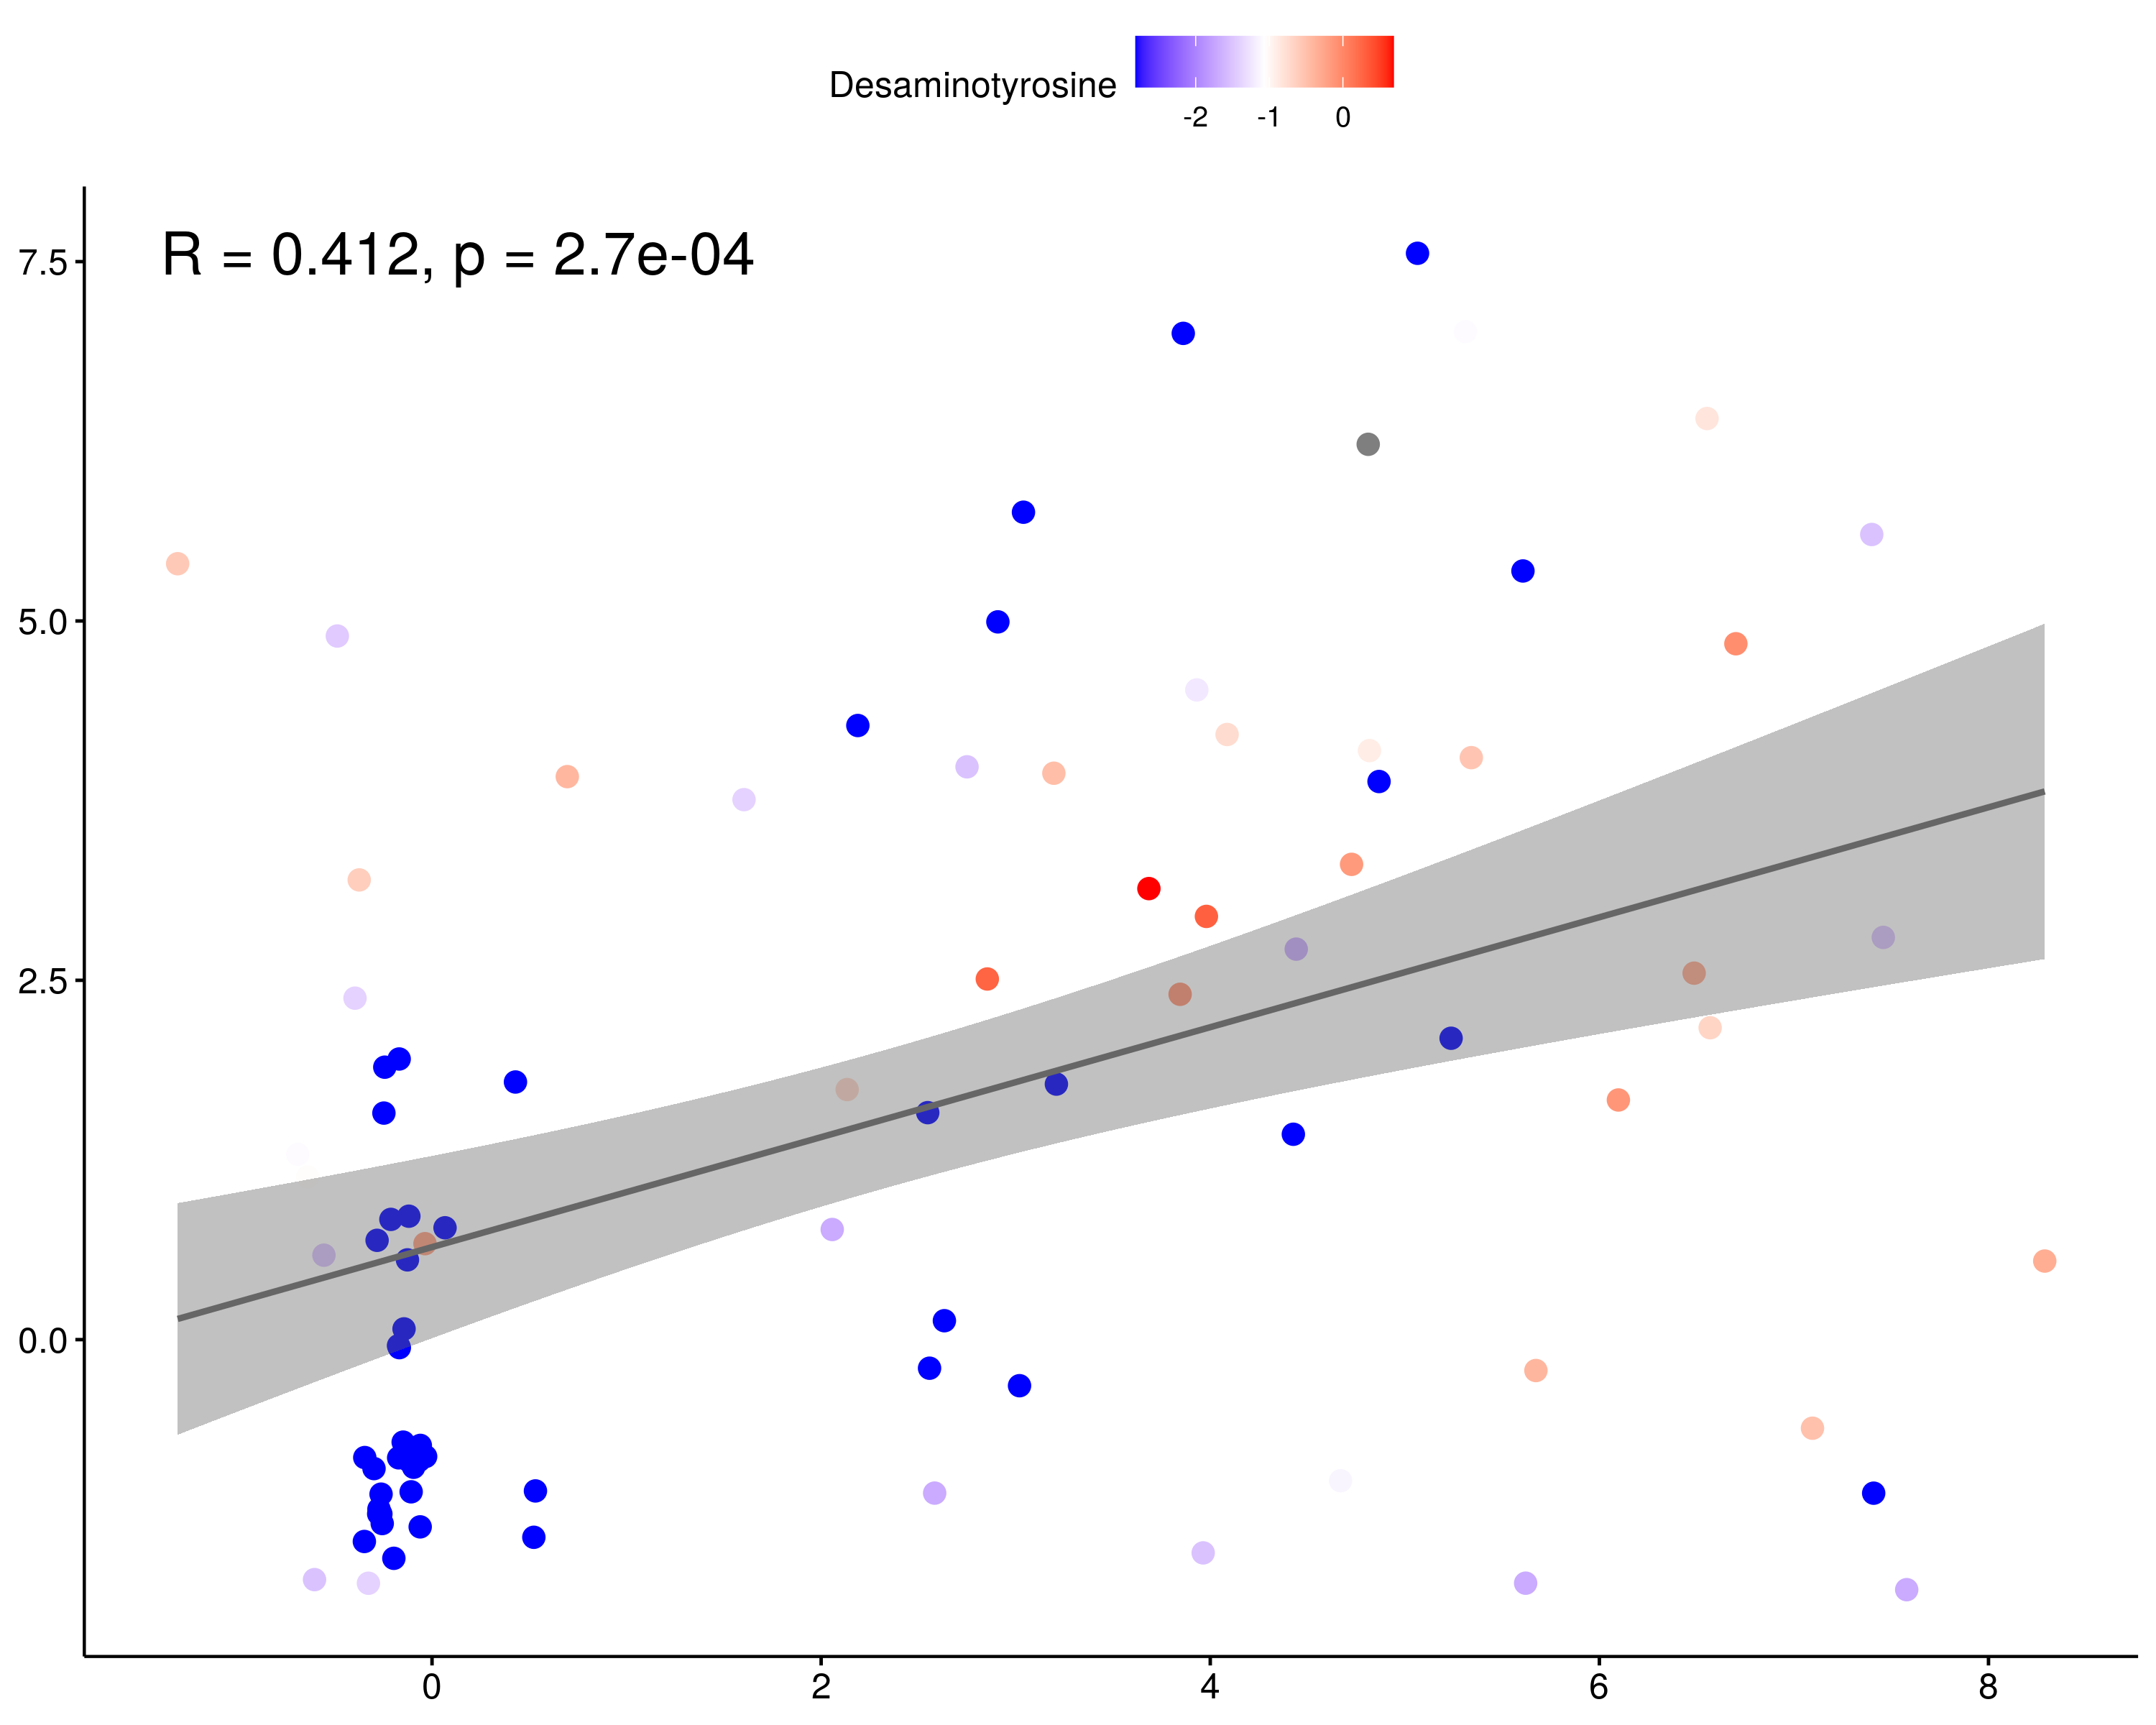 Desaminotyrosine
-2 -1 0
R = 0.412, p = 2.7e-04
7.5
5.0
2.5
0.0
0 2 4 6 8